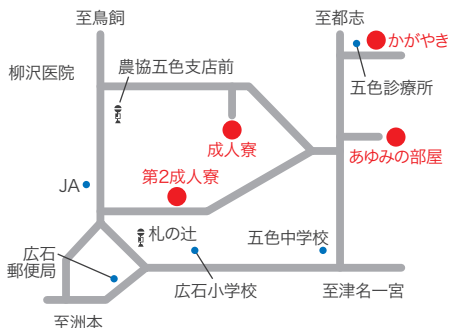 至鳥飼
至都志
かがやき
柳沢医院
農協五色支店前
五色診療所
成人寮
あゆみの部屋
第2成人寮
JA
札の辻
五色中学校
広石
郵便局
広石小学校
至津名一宮
至洲本